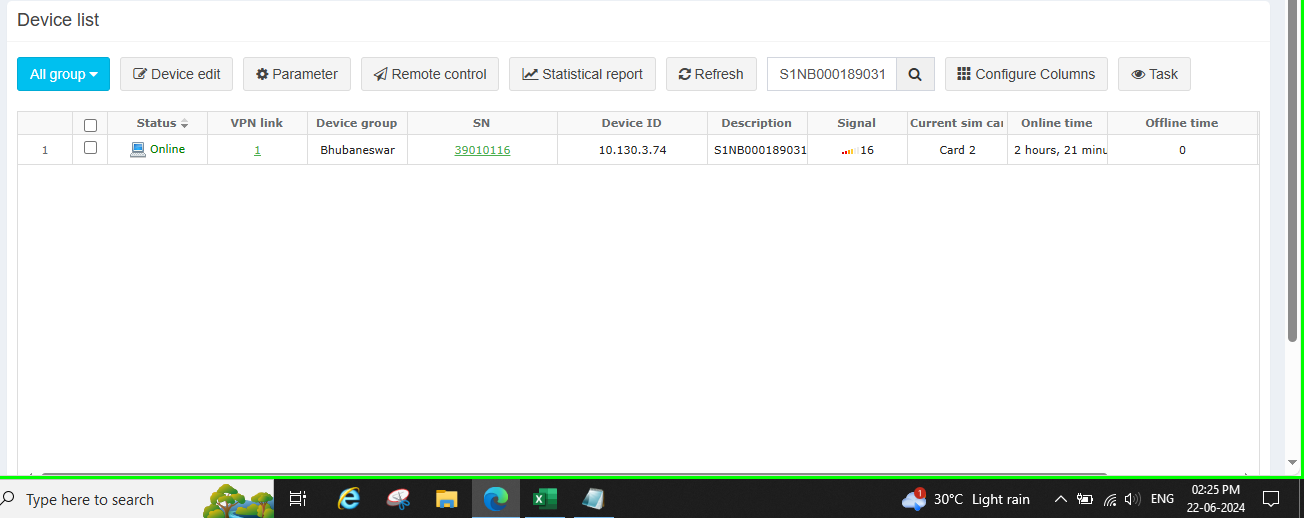 Device list
All group Device edit Parameter Remote control Statistical report Refresh S1NB000189031 Configure Columns Task
Status VPN link Device group SN Device ID Description Signal Current sim car Online time Offline time
1 Online 1 Bhubaneswar 39010116 10.130.3.74 S1NB000189031 16 Card 2 2 hours, 21 minu 0
Type here to search 1 30°C Light rain ENG 02:25 PM
22-06-2024